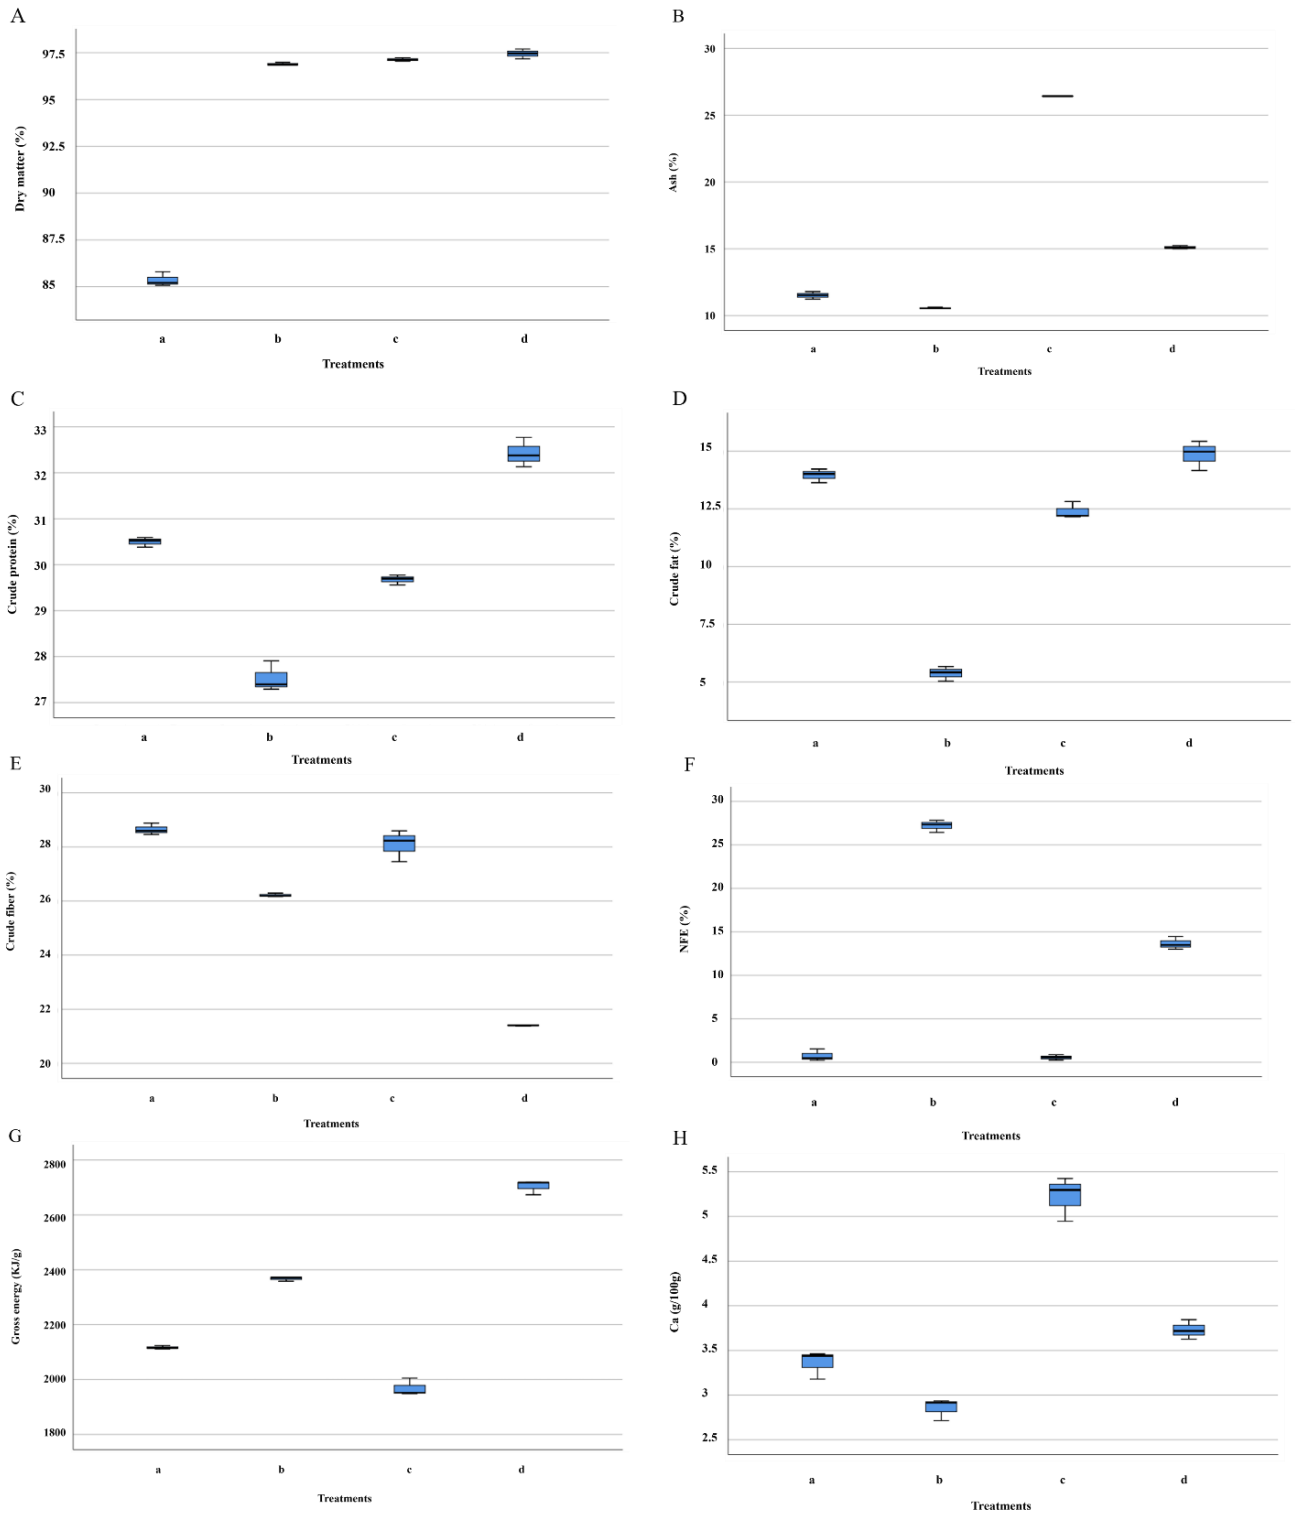 A
Dry matter (%)
97.5
95
92.5
90
87.5
85
a b c d
Treatments
B
Ash (%)
30
25
20
15
10
a b c d
Treatments
C
Crude protein (%)
33
32
31
30
29
28
27
a b c d
Treatments
D
Crude fat (%)
15
12.5
10
7.5
5
a b c d
Treatments
E
Crude fiber (%)
30
28
26
24
22
20
a b c d
Treatments
F
NFE (%)
30
25
20
15
10
5
0
a b c d
Treatments
G
Gross energy (KJ/g)
2800
2600
2400
2200
2000
1800
a b c d
Treatments
H
Ca (g/100g)
5.5
5
4.5
4
3.5
3
2.5
a b c d
Treatments